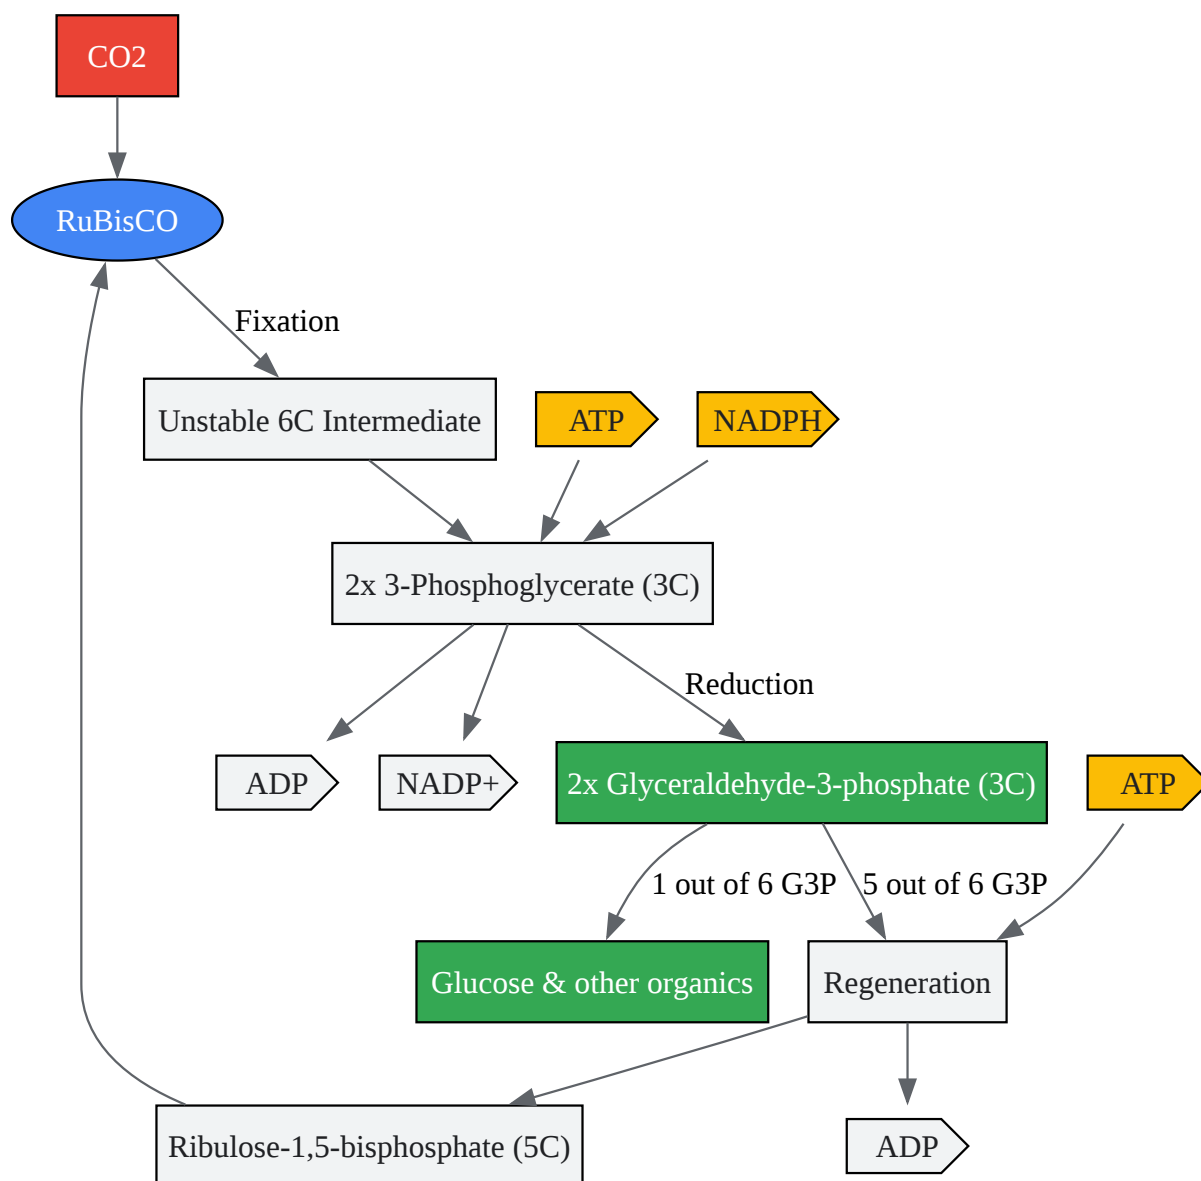 CO2
RuBisCO
Fixation
Unstable 6C Intermediate
ATP
NADPH
2x 3-Phosphoglycerate (3C)
Reduction
ADP
NADP+
2x Glyceraldehyde-3-phosphate (3C)
ATP
1 out of 6 G3P
5 out of 6 G3P
Glucose & other organics
Regeneration
Ribulose-1,5-bisphosphate (5C)
ADP